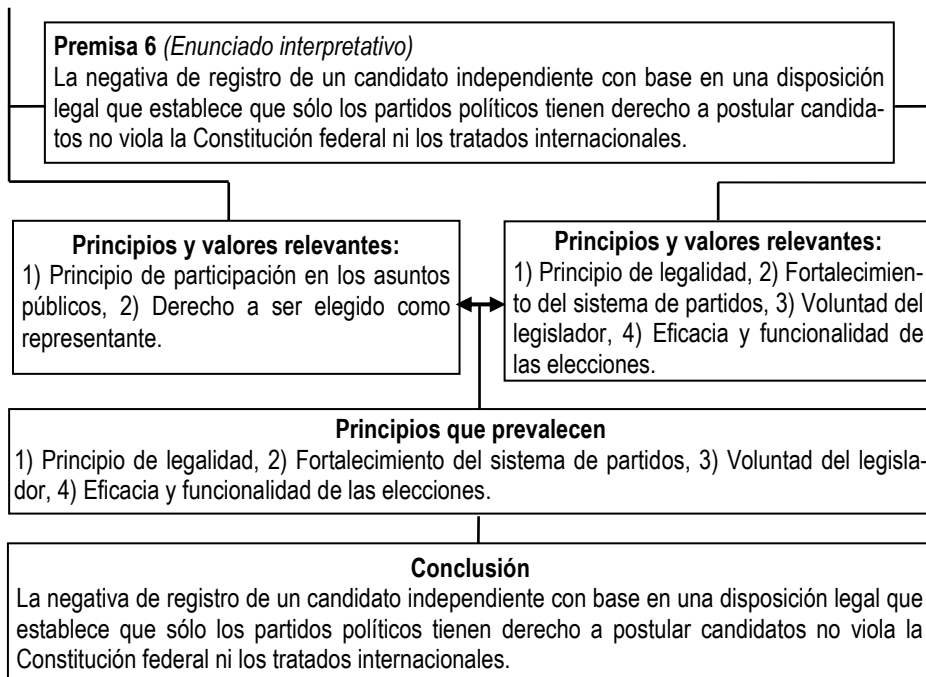 Premisa 6 (Enunciado interpretativo)
La negativa de registro de un candidato independiente con base en una disposición
legal que establece que sólo los partidos políticos tienen derecho a postular candida-
tos no viola la Constitución federal ni los tratados internacionales.
Principios y valores relevantes:
1) Principio de participación en los asuntos
públicos, 2) Derecho a ser elegido como
representante.
Principios y valores relevantes:
1) Principio de legalidad, 2) Fortalecimien-
to del sistema de partidos, 3) Voluntad del
legislador, 4) Eficacia y funcionalidad de
las elecciones.
Principios que prevalecen
1) Principio de legalidad, 2) Fortalecimiento del sistema de partidos, 3) Voluntad del legisla-
dor, 4) Eficacia y funcionalidad de las elecciones.
Conclusión
La negativa de registro de un candidato independiente con base en una disposición legal que
establece que sólo los partidos políticos tienen derecho a postular candidatos no viola la
Constitución federal ni los tratados internacionales.